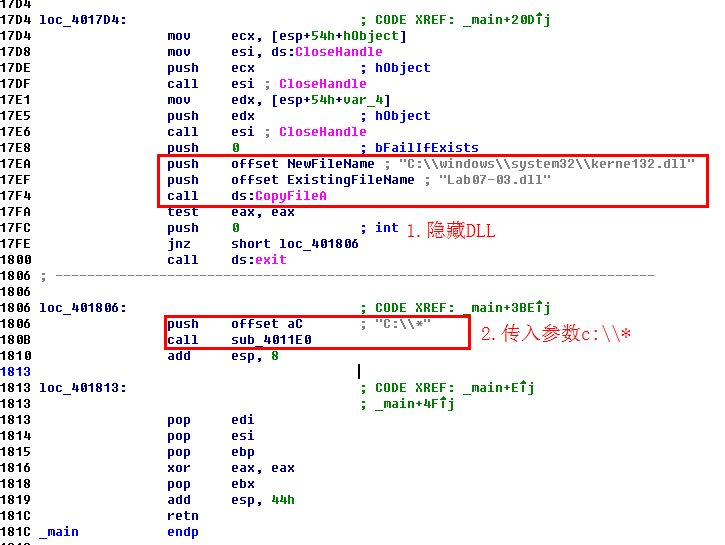 17D4
17D4 loc_4017D4: ; CODE XREF: _main+20D↑j
17D4 mov ecx, [esp+54h+hObject]
17D8 mov esi, ds:CloseHandle
17DE push ecx ; hObject
17DF call esi ; CloseHandle
17E1 mov edx, [esp+54h+var_4]
17E5 push edx ; hObject
17E6 call esi ; CloseHandle
17E8 push 0 ; bFailIfExists
17EA push offset NewFileName ; "C:\\windows\\system32\\kerne132.dll"
17EF push offset ExistingFileName ; "Lab07-03.dll"
17F4 call ds:CopyFileA
17FA test eax, eax
17FC push 0 ; int
1.隐藏DLL
17FE jnz short loc_401806
1800 call ds:exit
1806 ; ---------------------------------------------------------------------------
1806
1806 loc_401806: ; CODE XREF: _main+3BE↑j
1806 push offset aC ; "C:\\*"
2.传入参数c:\\*
180B call sub_4011E0
1810 add esp, 8
1813
1813 loc_401813: ; CODE XREF: _main+E↑j
1813 ; _main+4F↑j
1813 pop edi
1814 pop esi
1815 pop ebp
1816 xor eax, eax
1818 pop ebx
1819 add esp, 44h
181C retn
181C _main endp